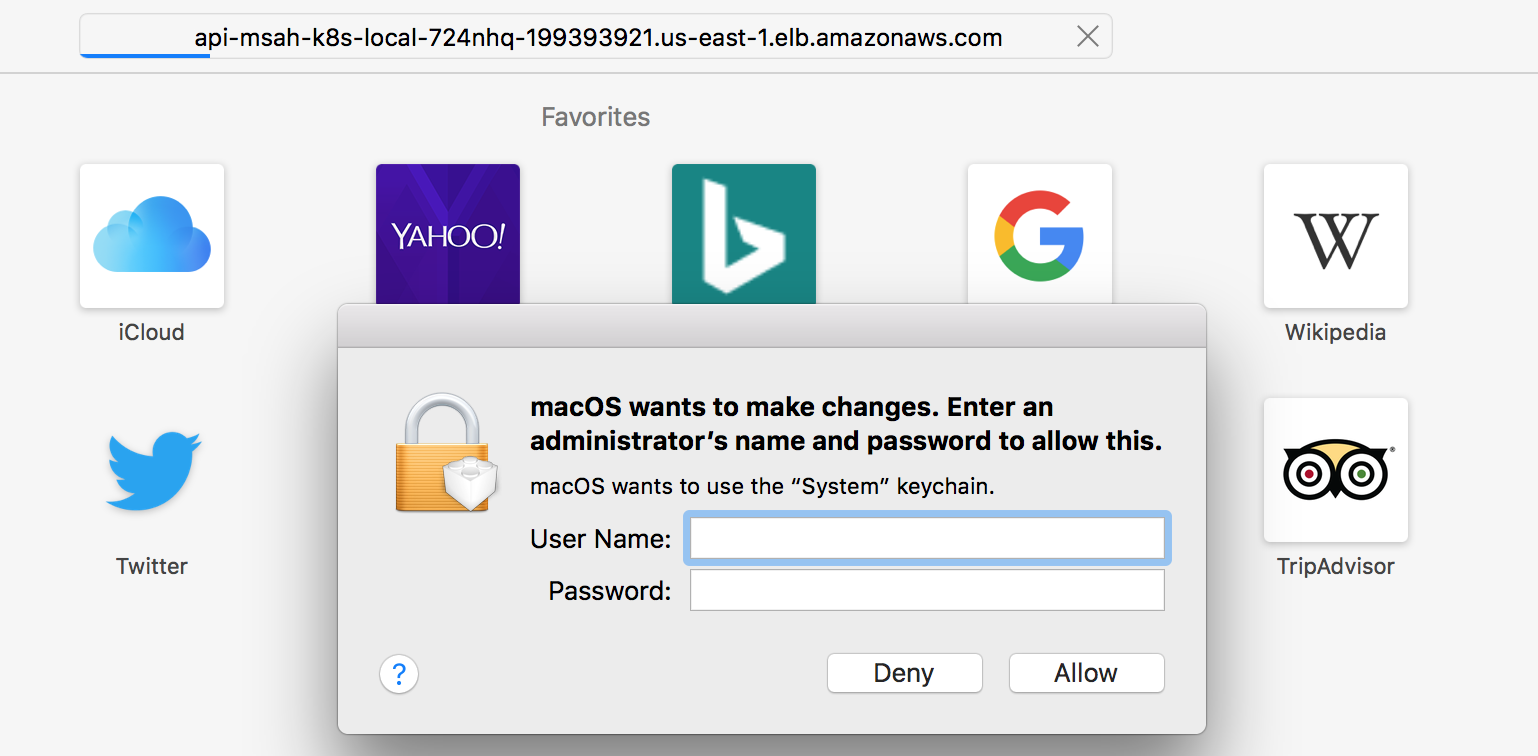 api-msah-k8s-local-724nhq-199393921.us-east-1.elb.amazonaws.com
Favorites
YAHOO!
b
G
W
iCloud
Wikipedia
macOS wants to make changes. Enter an
administrator’s name and password to allow this.
macOS wants to use the “System” keychain.
User Name:
Password:
Twitter
TripAdvisor
?
Deny
Allow